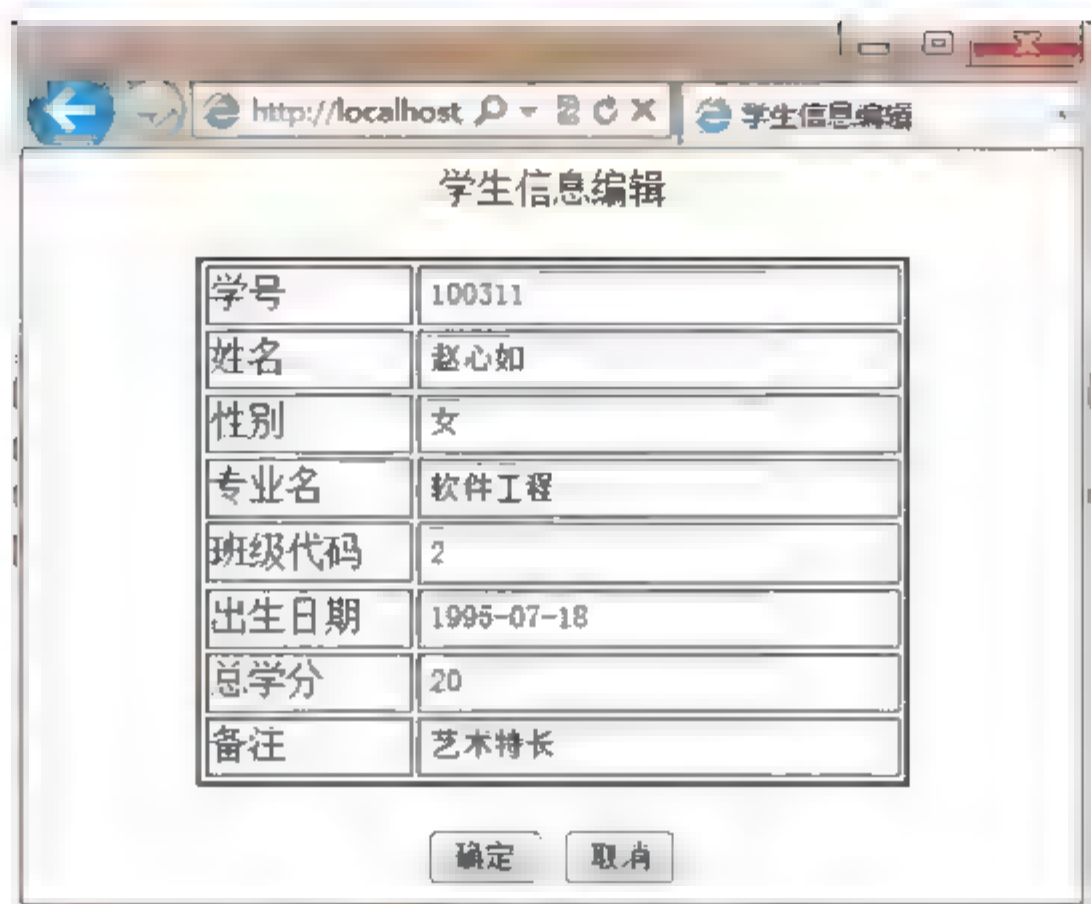 http://localhost 学生信息编辑
学生信息编辑
学号 100311
姓名 赵心如
性别 女
专业名 软件工程
班级代码 2
出生日期 1995-07-18
总学分 20
备注 艺术特长
确定 取消